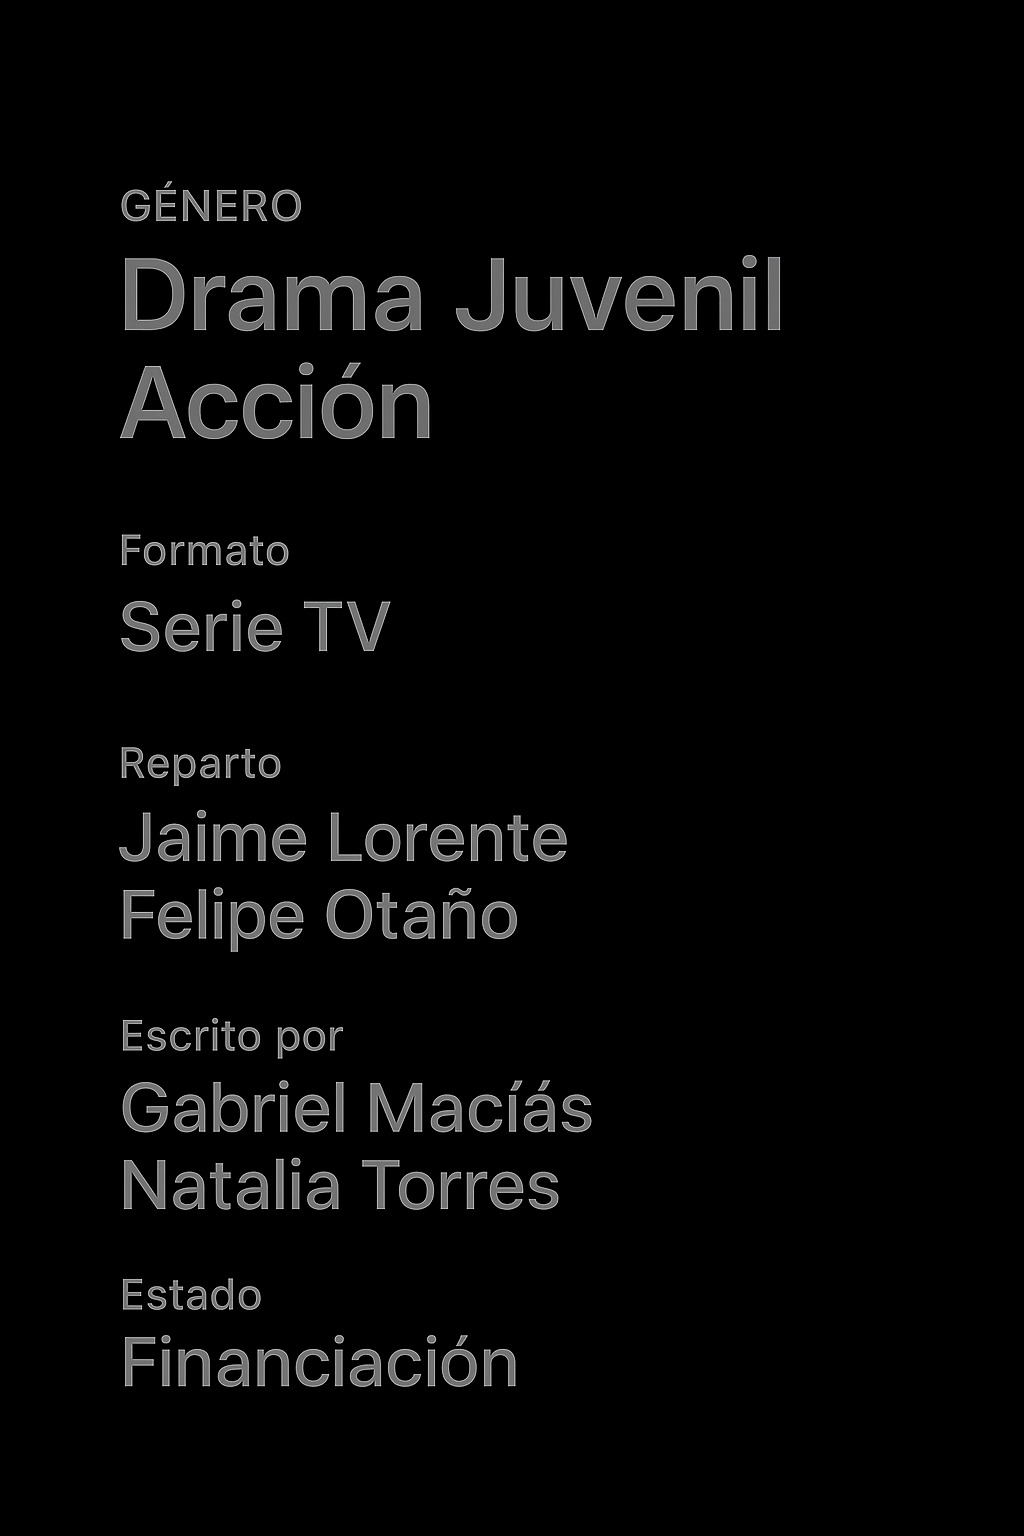 GÉNERO
Drama Juvenil
Acción
Formato
Serie TV
Reparto
Jaime Lorente
Felipe Otaño
Escrito por
Gabriel Macíás
Natalia Torres
Estado
Financiación